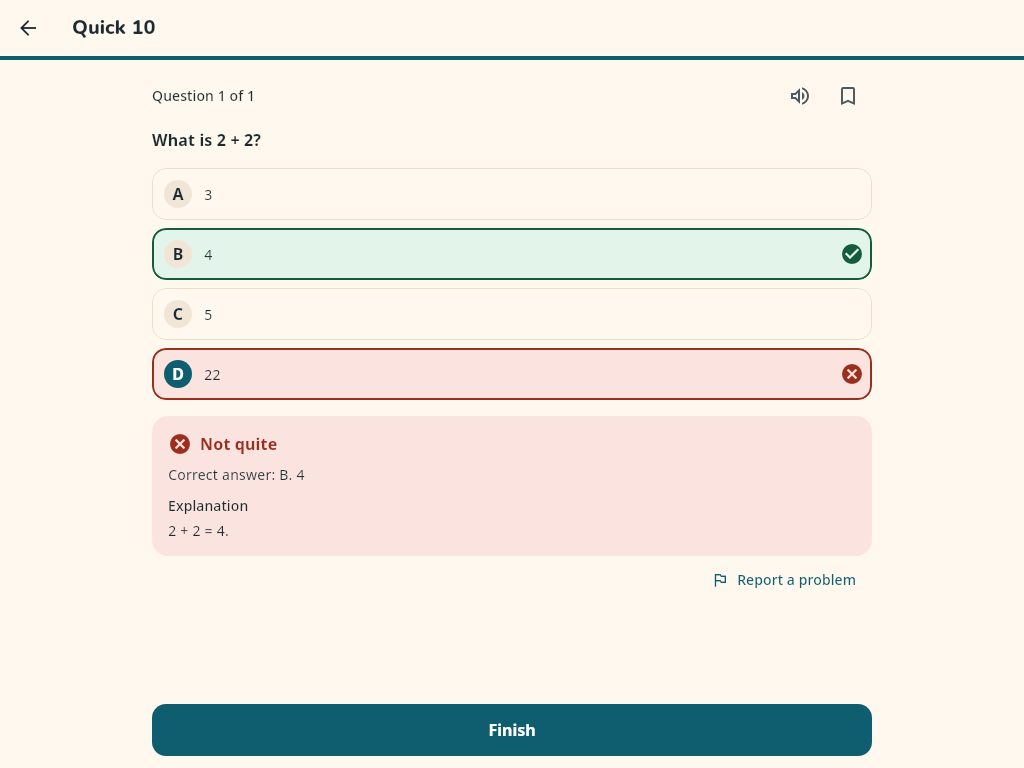 Quick 10
Question 1 of 1
What is 2 + 2?
A 3
B 4
C 5
D 22
Not quite
Correct answer: B. 4
Explanation
2 + 2 = 4.
Report a problem
Finish